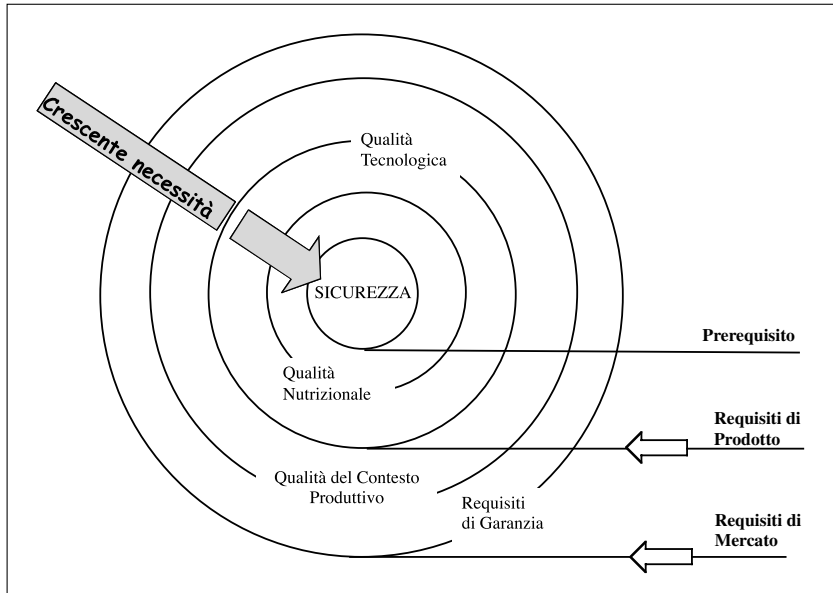 Crescente necessità
Qualità
Tecnologica
SICUREZZA
Prerequisito
Qualità
Nutrizionale
Requisiti di
Prodotto
Qualità del Contesto
Produttivo
Requisiti
di Garanzia
Requisiti di
Mercato